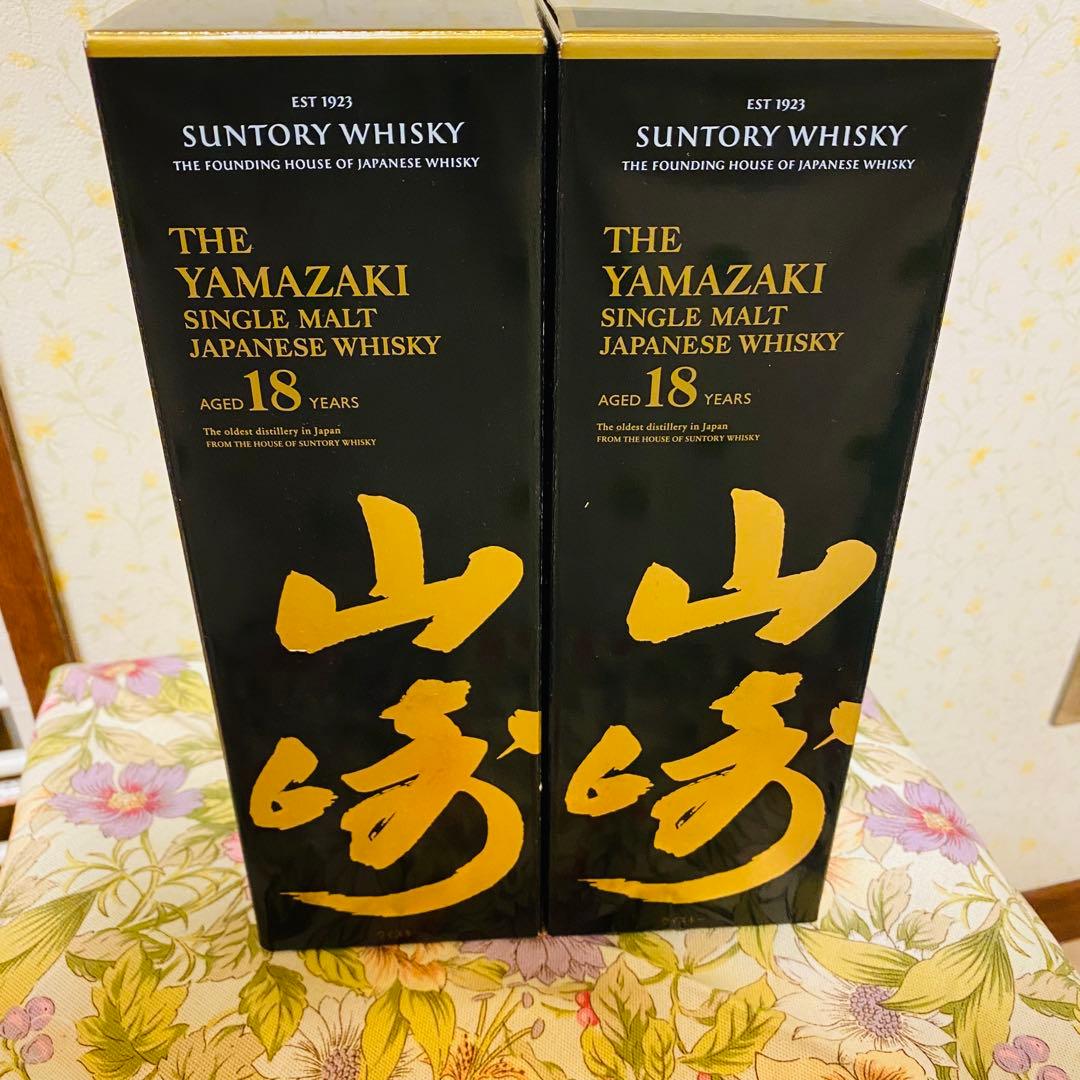 EST 1923
SUNTORY WHISKY
THE FOUNDING HOUSE OF JAPANESE WHISKY
THE
YAMAZAKI
SINGLE MALT
JAPANESE WHISKY
AGED 18 YEARS
The oldest distillery in Japan
FROM THE HOUSE OF SUNTORY WHISKY
山
崎
EST 1923
SUNTORY WHISKY
THE FOUNDING HOUSE OF JAPANESE WHISKY
THE
YAMAZAKI
SINGLE MALT
JAPANESE WHISKY
AGED 18 YEARS
The oldest distillery in Japan
FROM THE HOUSE OF SUNTORY WHISKY
山
崎